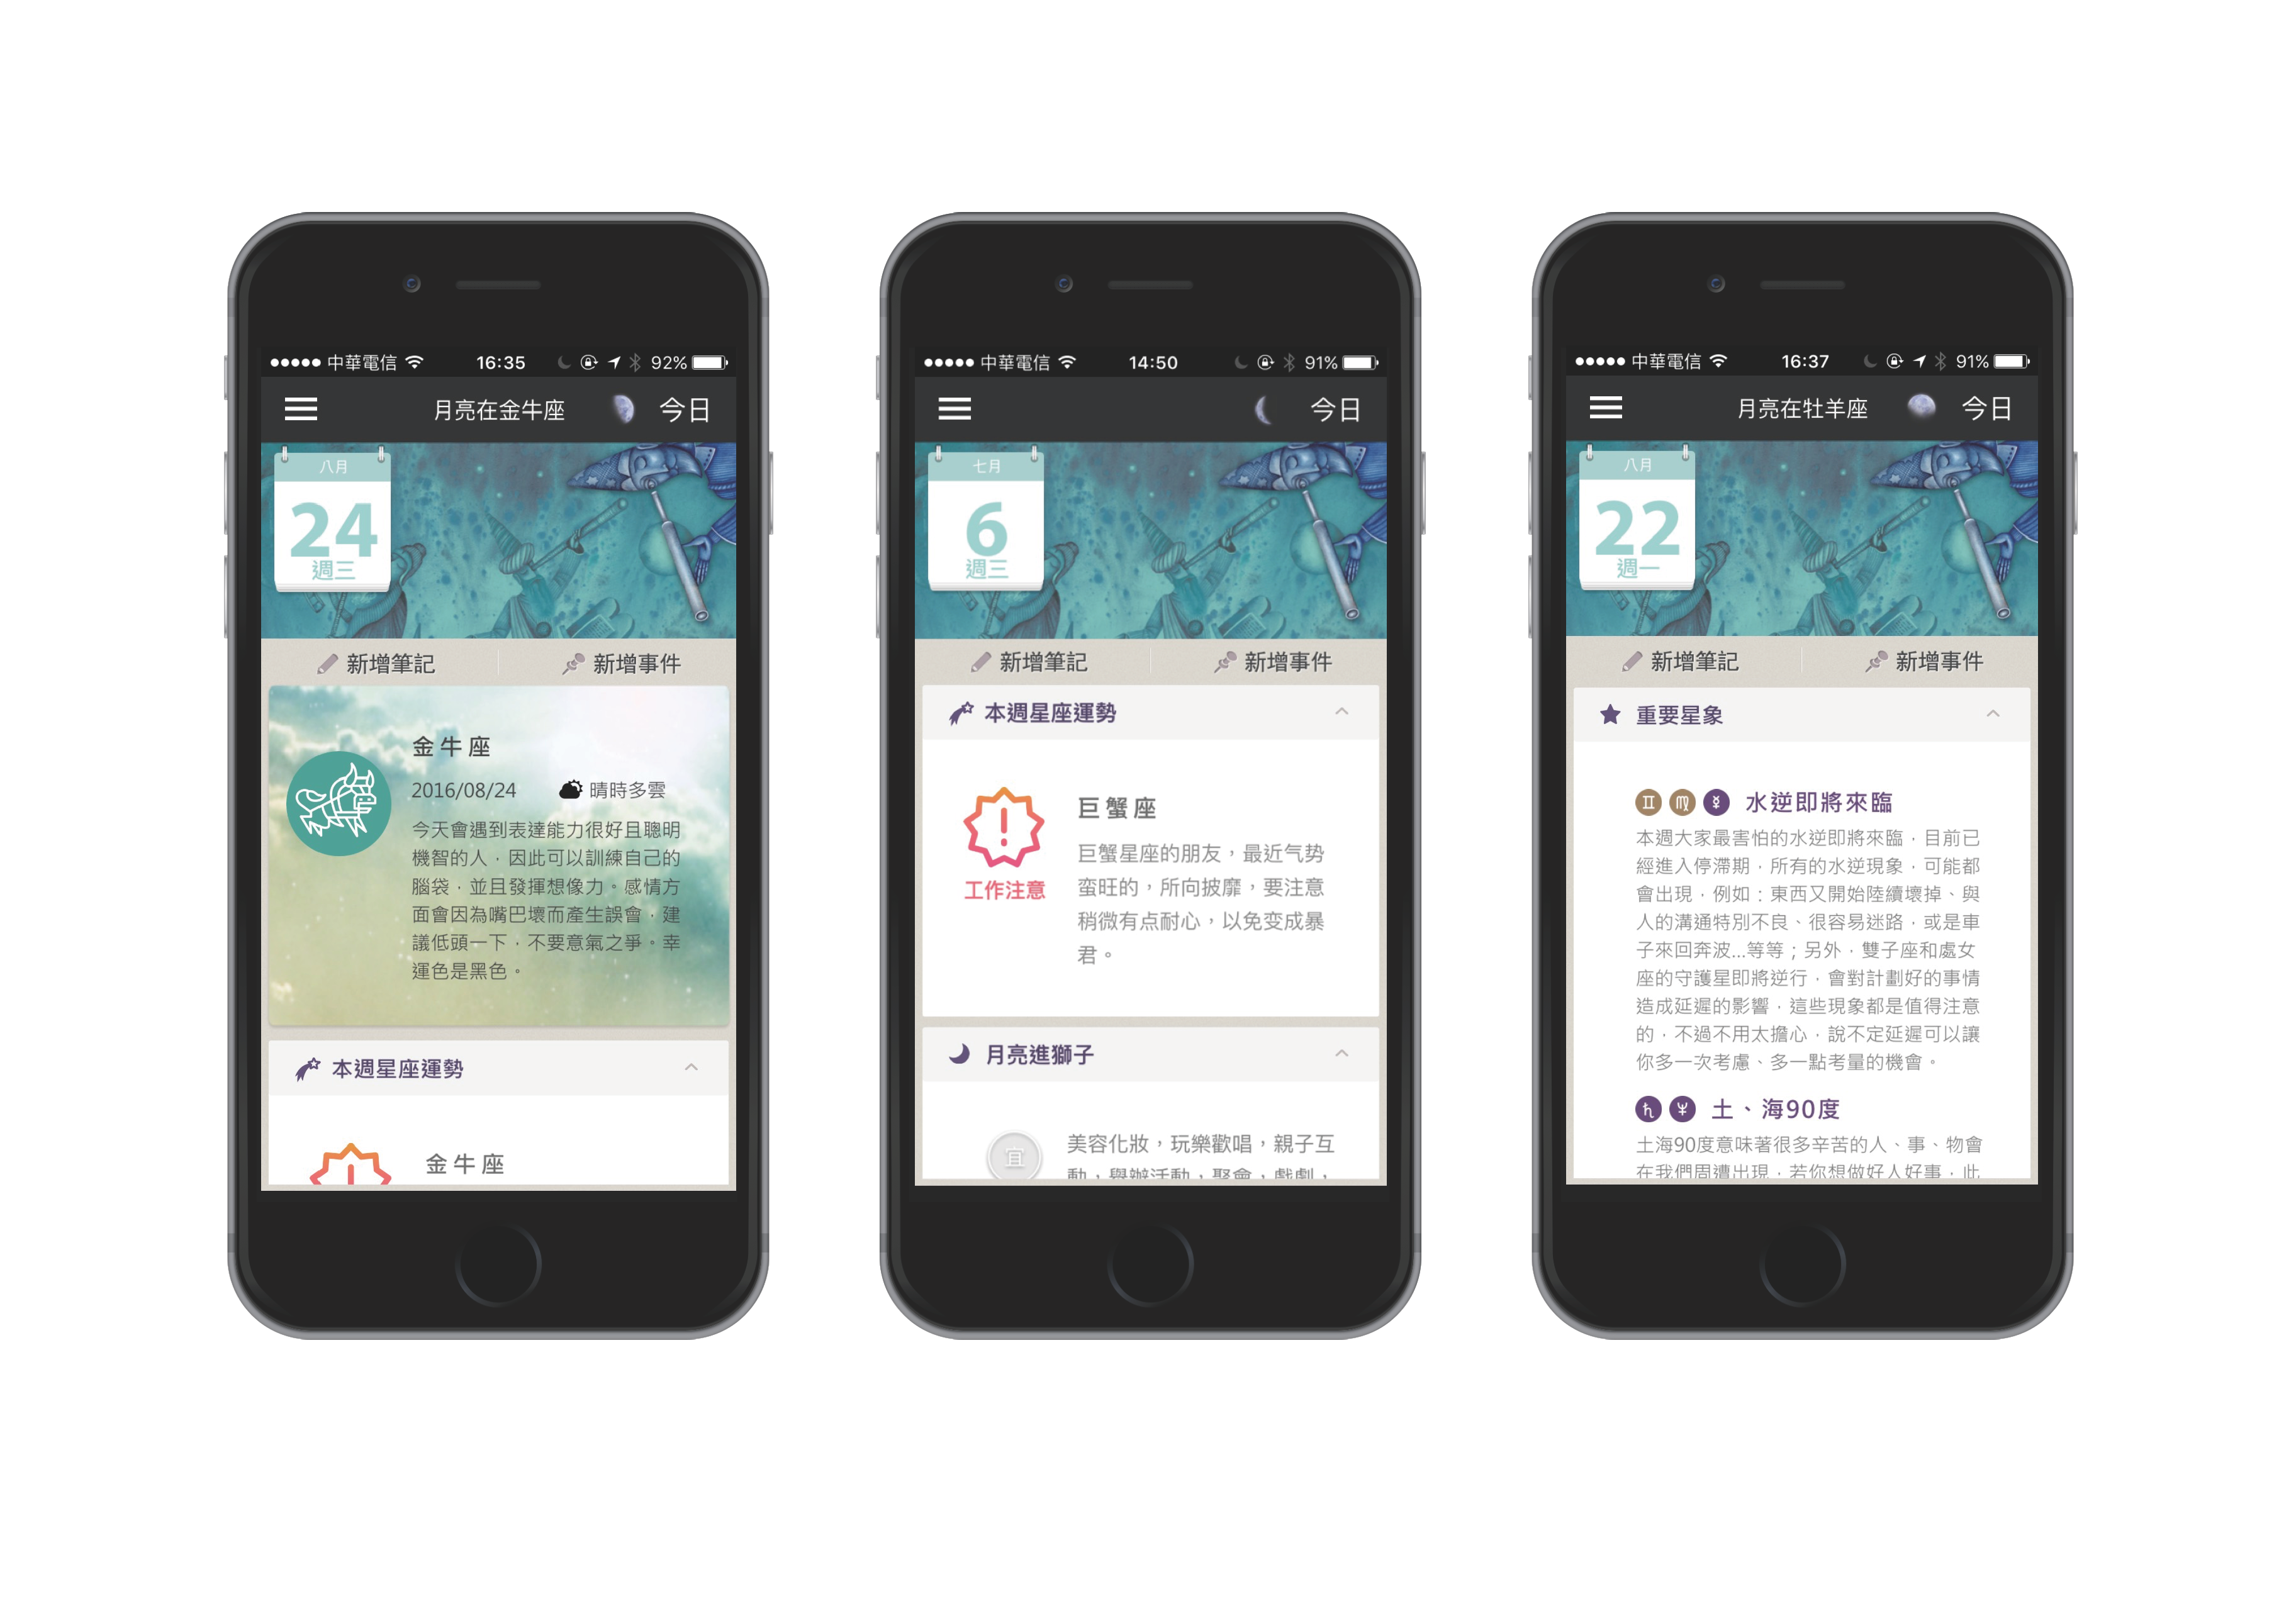 中華電信 16:35 92%
月亮在金牛座 今日
八月
24
週三
新增筆記 新增事件
金牛座
2016/08/24 晴時多雲
今天會遇到表達能力很好且聰明
機智的人，因此可以訓練自己的
腦袋，並且發揮想像力。感情方
面會因為嘴巴壞而產生誤會，建
議低頭一下，不要意氣之爭。幸
運色是黑色。
本週星座運勢
金牛座
中華電信 14:50 91%
今日
七月
6
週三
新增筆記 新增事件
本週星座運勢
巨蟹座
工作注意
巨蟹星座的朋友，最近气势
蛮旺的，所向披靡，要注意
稍微有点耐心，以免变成暴
君。
月亮進獅子
宜
美容化妝，玩樂歡唱，親子互
動，舉辦活動，聚會，戲劇，
中華電信 16:37 91%
月亮在牡羊座 今日
八月
22
週一
新增筆記 新增事件
重要星象
水逆即將來臨
本週大家最害怕的水逆即將來臨，目前已
經進入停滯期，所有的水逆現象，可能都
會出現，例如：東西又開始陸續壞掉、與
人的溝通特別不良、很容易迷路，或是車
子來回奔波...等等；另外，雙子座和處女
座的守護星即將逆行，會對計劃好的事情
造成延遲的影響，這些現象都是值得注意
的，不過不用太擔心，說不定延遲可以讓
你多一次考慮、多一點考量的機會。
土、海90度
土海90度意味著很多辛苦的人、事、物會
在我們周遭出現，若你想做好人好事，此